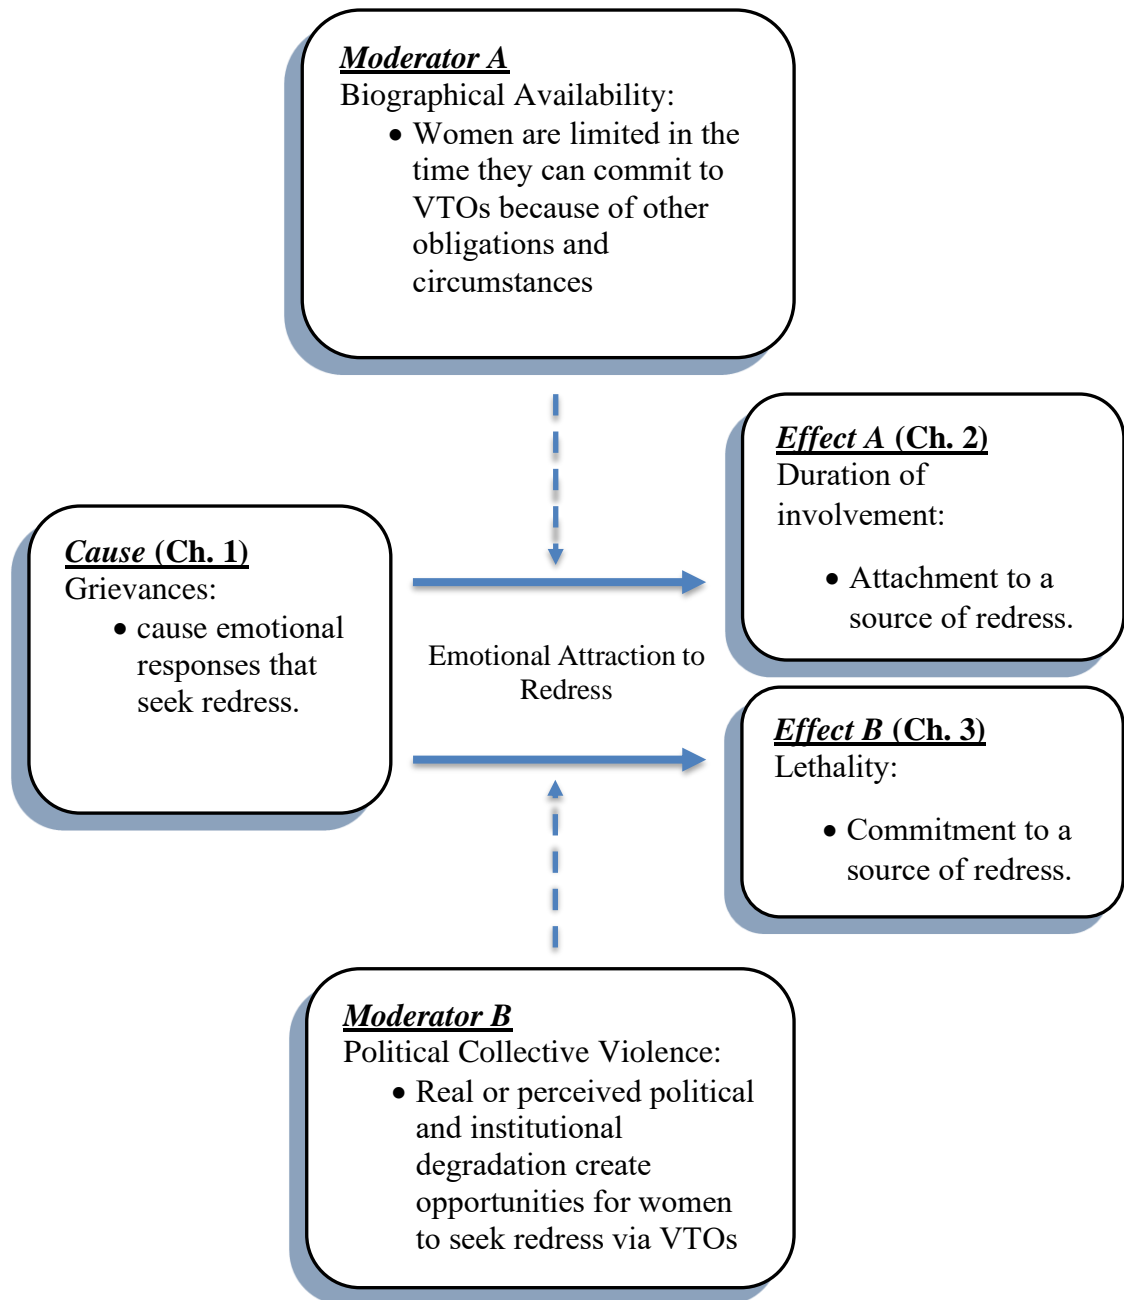 Moderator A
Biographical Availability:
• Women are limited in the
time they can commit to
VTOs because of other
obligations and
circumstances
Effect A (Ch. 2)
Duration of
involvement:
• Attachment to a
source of redress.
Cause (Ch. 1)
Grievances:
• cause emotional
responses that
seek redress.
Emotional Attraction to
Redress
Effect B (Ch. 3)
Lethality:
• Commitment to a
source of redress.
Moderator B
Political Collective Violence:
• Real or perceived political
and institutional
degradation create
opportunities for women
to seek redress via VTOs